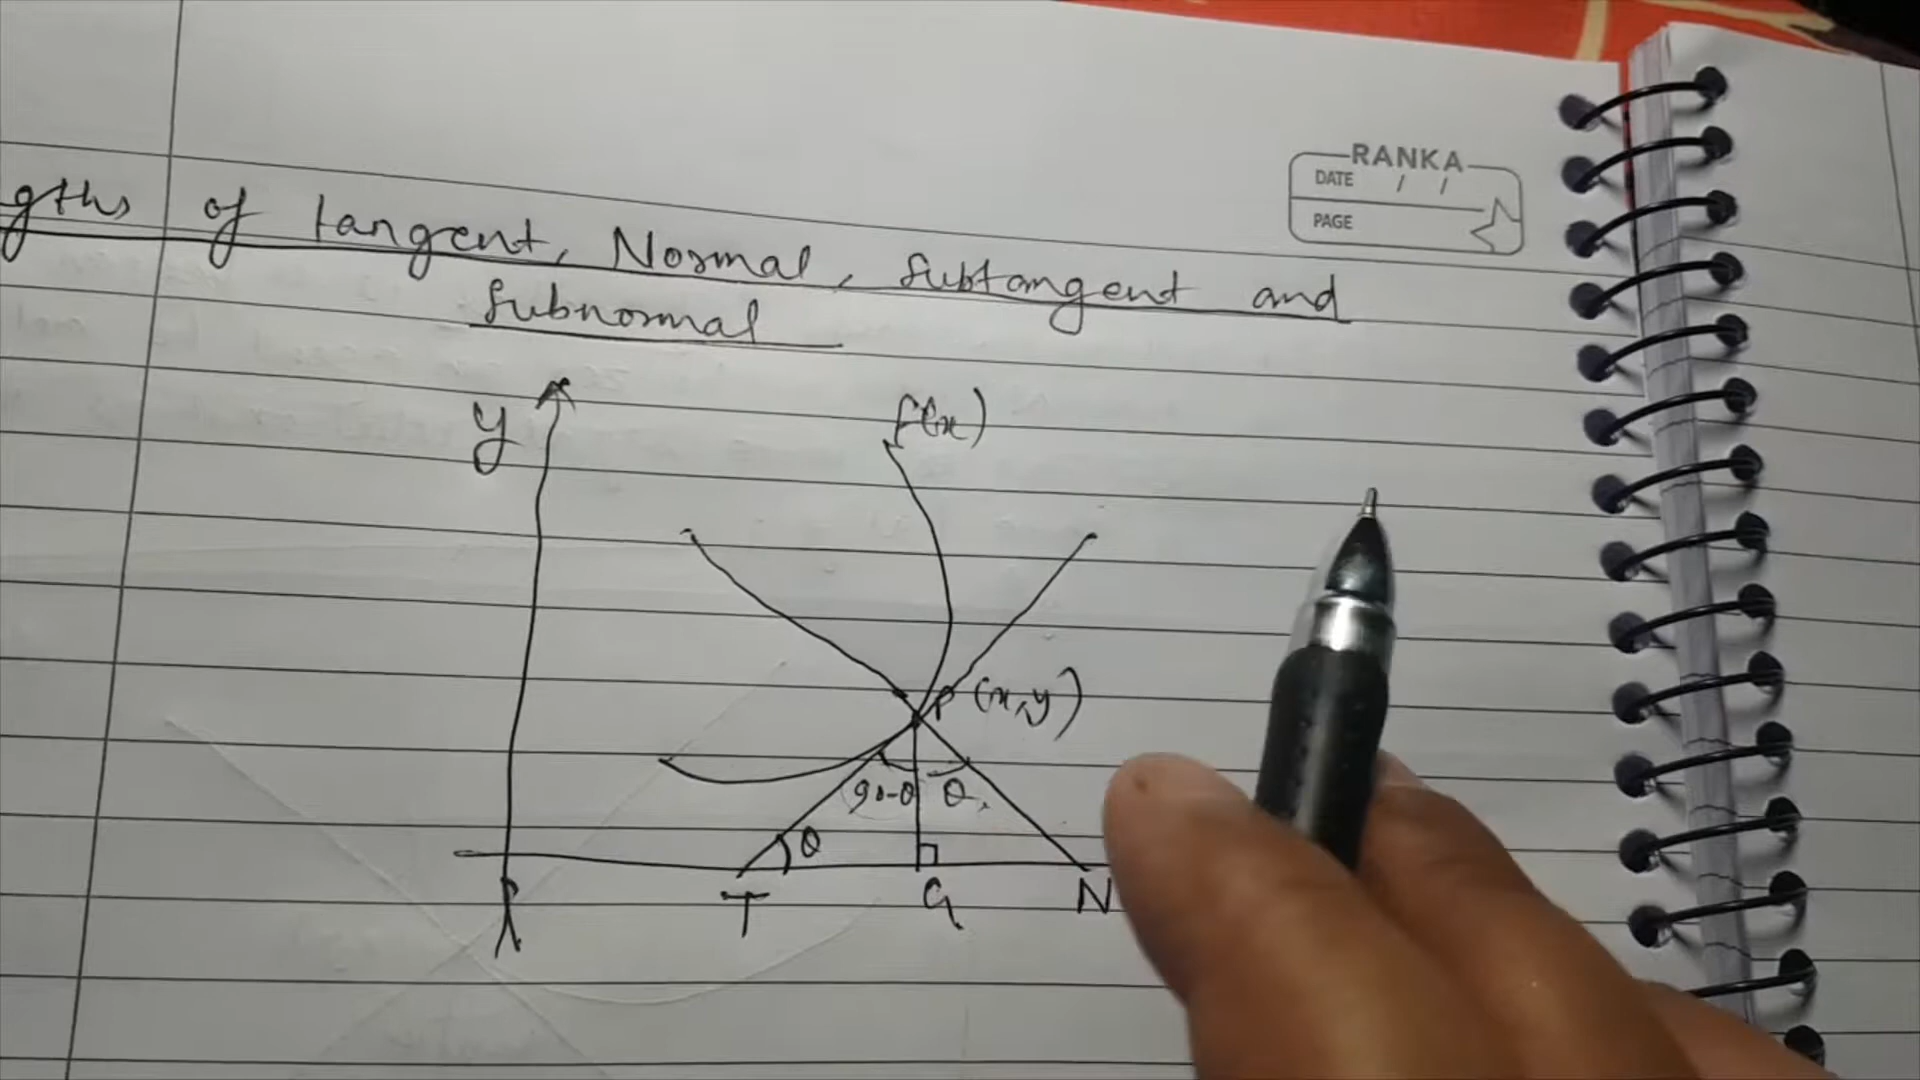 RANKA
DATE / /
PAGE
gths of tangent, Normal, Subtangent and
Subnormal
y
f(x)
P (x,y)
90-θ θ
θ
T G N